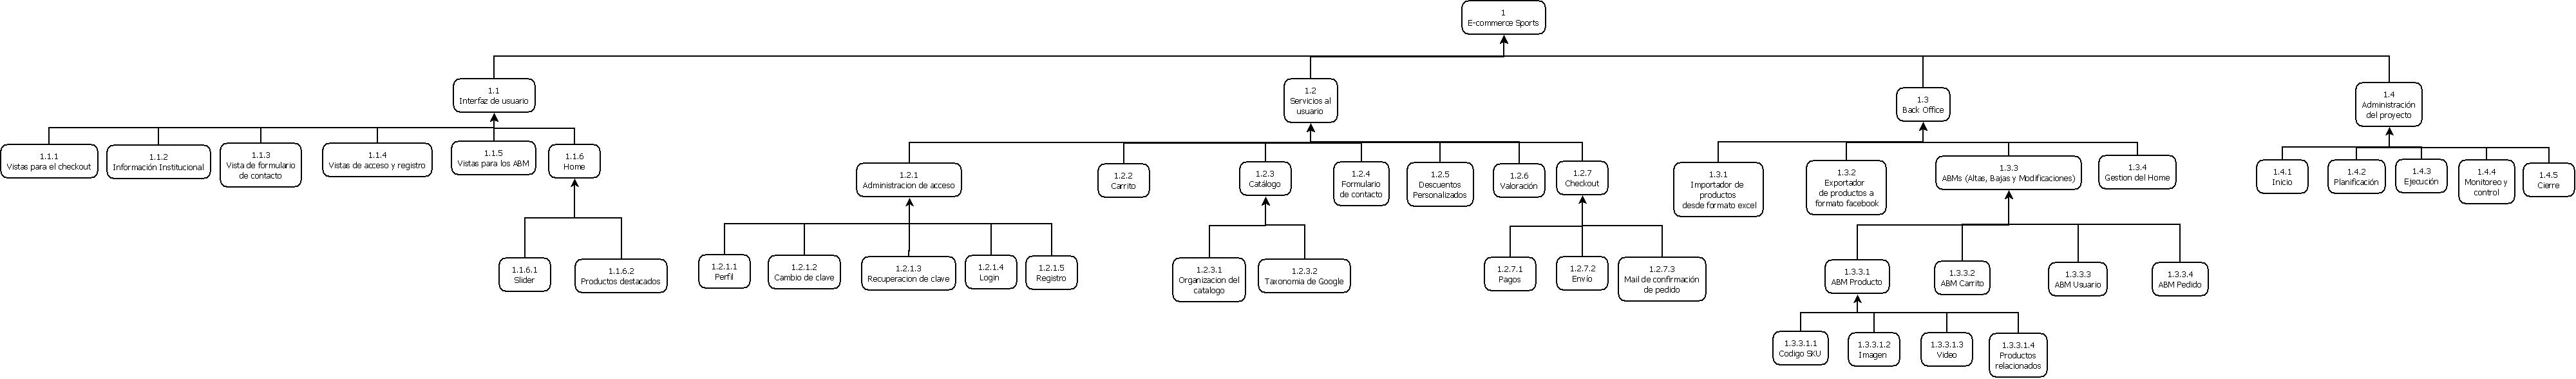 1
E-commerce Sports
1.1
Interfaz de usuario
1.2
Servicios al
usuario
1.3
Back Office
1.4
Administración
del proyecto
1.1.1
Vistas para el checkout
1.1.2
Información Institucional
1.1.3
Vista de formulario
de contacto
1.1.4
Vistas de acceso y registro
1.1.5
Vistas para los ABM
1.1.6
Home
1.2.1
Administracion de acceso
1.2.2
Carrito
1.2.3
Catálogo
1.2.4
Formulario
de contacto
1.2.5
Descuentos
Personalizados
1.2.6
Valoración
1.2.7
Checkout
1.3.1
Importador de
productos
desde formato excel
1.3.2
Exportador
de productos a
formato facebook
1.3.3
ABMs (Altas, Bajas y Modificaciones)
1.3.4
Gestion del Home
1.4.1
Inicio
1.4.2
Planificación
1.4.3
Ejecución
1.4.4
Monitoreo y
control
1.4.5
Cierre
1.1.6.1
Slider
1.1.6.2
Productos destacados
1.2.1.1
Perfil
1.2.1.2
Cambio de clave
1.2.1.3
Recuperacion de clave
1.2.1.4
Login
1.2.1.5
Registro
1.2.3.1
Organizacion del
catalogo
1.2.3.2
Taxonomia de Google
1.2.7.1
Pagos
1.2.7.2
Envío
1.2.7.3
Mail de confirmación
de pedido
1.3.3.1
ABM Producto
1.3.3.2
ABM Carrito
1.3.3.3
ABM Usuario
1.3.3.4
ABM Pedido
1.3.3.1.1
Codigo SKU
1.3.3.1.2
Imagen
1.3.3.1.3
Video
1.3.3.1.4
Productos
relacionados